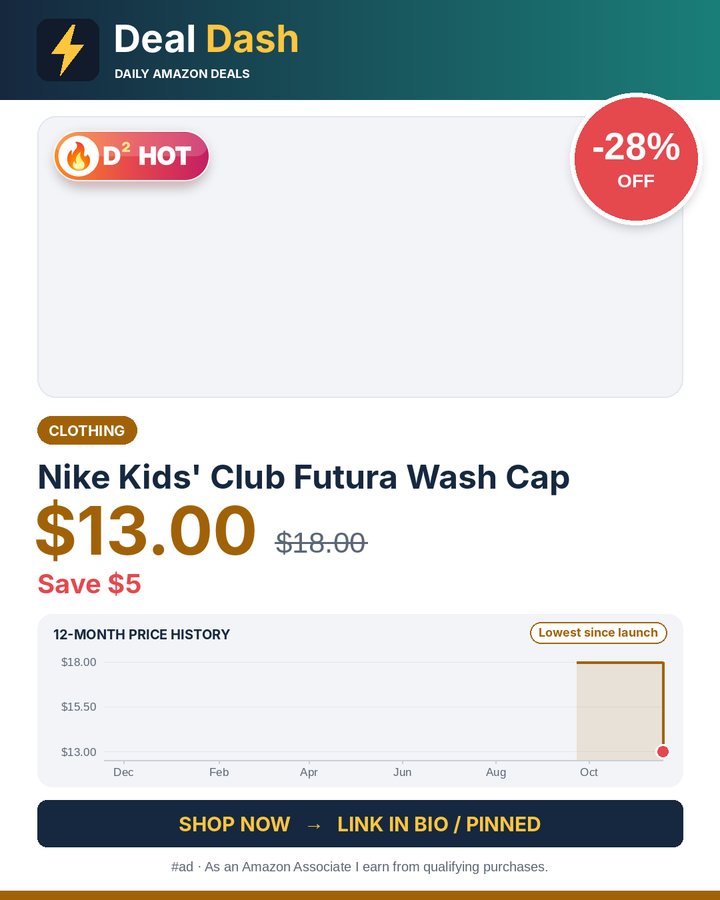 Deal Dash
DAILY AMAZON DEALS
-28%
OFF
D² HOT
CLOTHING
Nike Kids' Club Futura Wash Cap
$13.00 $18.00
Save $5
12-MONTH PRICE HISTORY
Lowest since launch
$18.00
$15.50
$13.00
Dec Feb Apr Jun Aug Oct
SHOP NOW → LINK IN BIO / PINNED
#ad · As an Amazon Associate I earn from qualifying purchases.